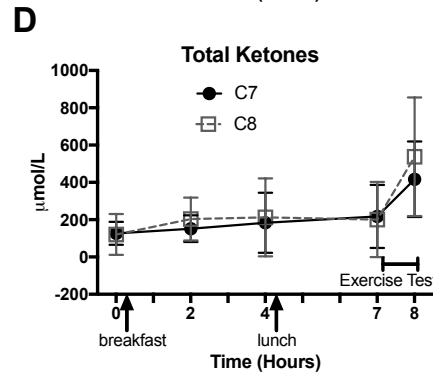 D
Total Ketones
C7
C8
1000
800
600
400
200
0
-200
µmol/L
Exercise Test
0 2 4 7 8
breakfast lunch
Time (Hours)